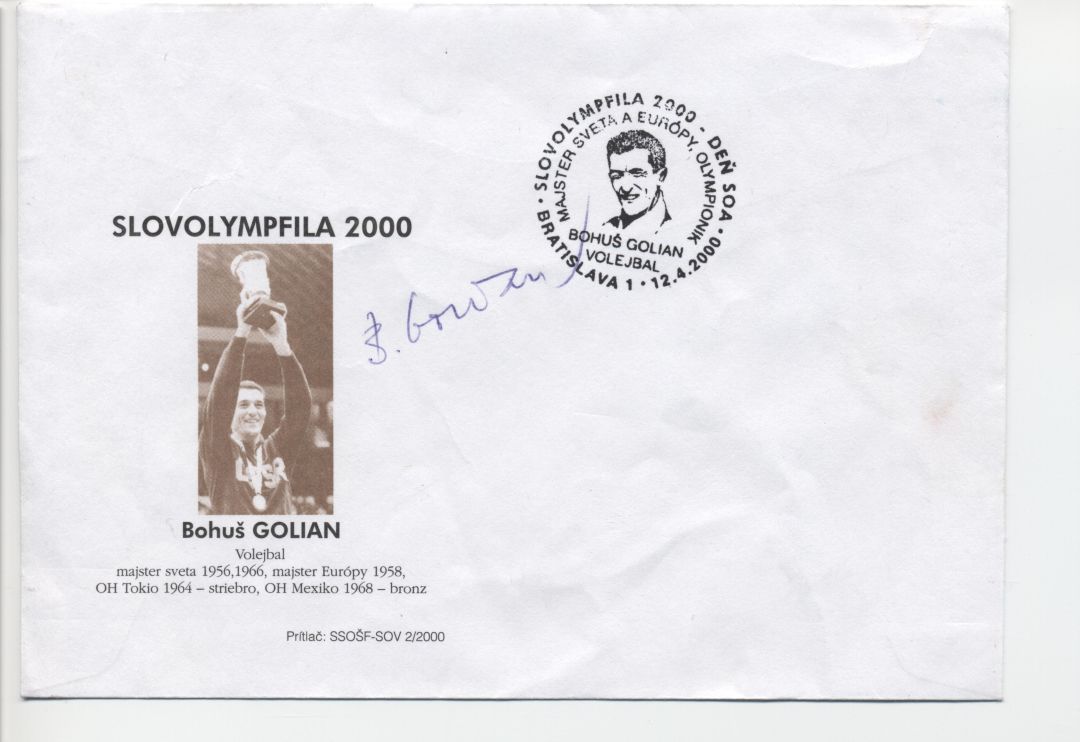 SLOVOLYMPFILA 2000 - DEŇ SOA
MAJSTER SVETA A EURÓPY, OLYMPIONIK
BOHUŠ GOLIAN
VOLEJBAL
• BRATISLAVA 1 • 12.4.2000 •
SLOVOLYMPFILA 2000
B. Golian
ČSSR
Bohuš GOLIAN
Volejbal
majster sveta 1956,1966, majster Európy 1958,
OH Tokio 1964 – striebro, OH Mexiko 1968 – bronz
Prítlač: SSOŠF-SOV 2/2000